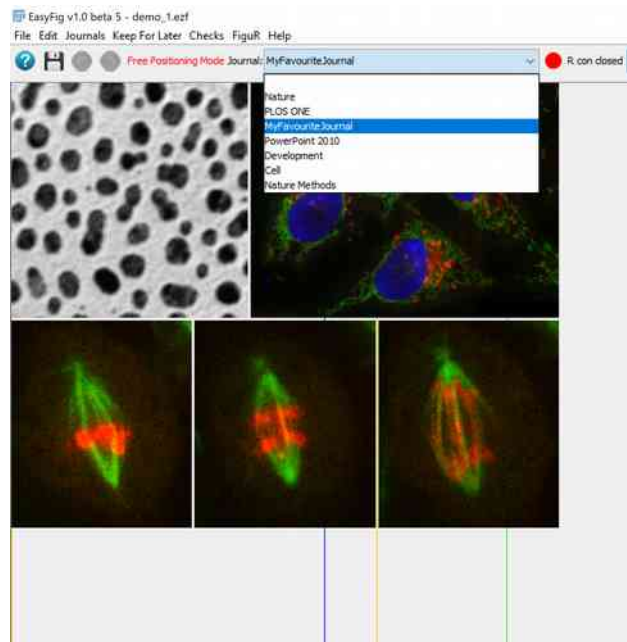 EasyFig v1.0 beta 5 - demo_1.ezf
File Edit Journals Keep For Later Checks FiguR Help
? Free Positioning Mode Journal: MyFavouriteJournal R con closed
Nature
PLOS ONE
MyFavouriteJournal
PowerPoint 2010
Development
Cell
Nature Methods